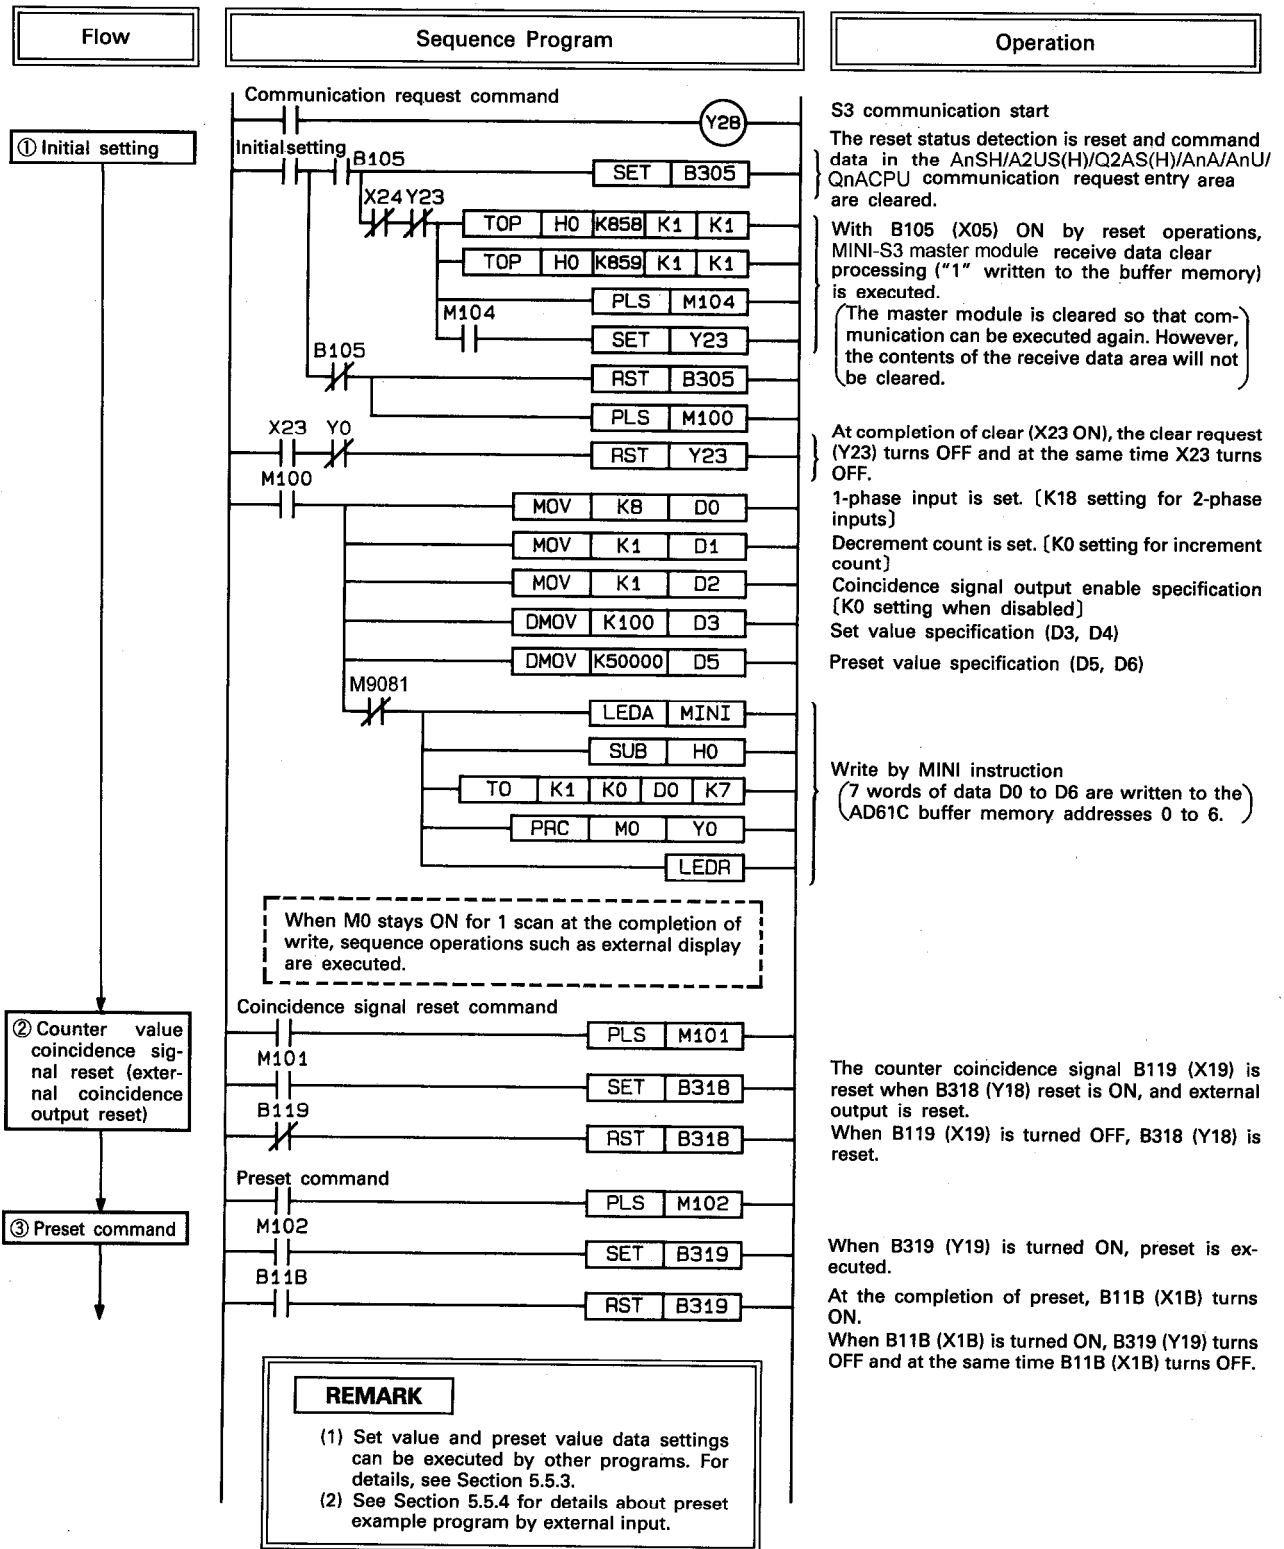 Flow
Sequence Program
Operation
Communication request command
Y28
S3 communication start
① Initial setting
Initial setting
B105
SET B305
The reset status detection is reset and command
data in the AnSH/A2US(H)/Q2AS(H)/AnA/AnU/
QnACPU communication request entry area
are cleared.
X24 Y23
TOP H0 K858 K1 K1
TOP H0 K859 K1 K1
PLS M104
M104
SET Y23
With B105 (X05) ON by reset operations,
MINI-S3 master module receive data clear
processing ("1" written to the buffer memory)
is executed.
(The master module is cleared so that com-
munication can be executed again. However,
the contents of the receive data area will not
be cleared.)
B105
RST B305
PLS M100
X23 Y0
RST Y23
At completion of clear (X23 ON), the clear request
(Y23) turns OFF and at the same time X23 turns
OFF.
M100
MOV K8 D0
1-phase input is set. [K18 setting for 2-phase
inputs]
MOV K1 D1
Decrement count is set. [K0 setting for increment
count]
MOV K1 D2
Coincidence signal output enable specification
[K0 setting when disabled]
DMOV K100 D3
Set value specification (D3, D4)
DMOV K50000 D5
Preset value specification (D5, D6)
M9081
LEDA MINI
SUB H0
TO K1 K0 D0 K7
PRC M0 Y0
LEDR
Write by MINI instruction
(7 words of data D0 to D6 are written to the
AD61C buffer memory addresses 0 to 6.)
When M0 stays ON for 1 scan at the completion of
write, sequence operations such as external display
are executed.
② Counter value
coincidence sig-
nal reset (exter-
nal coincidence
output reset)
Coincidence signal reset command
PLS M101
M101
SET B318
B119
RST B318
The counter coincidence signal B119 (X19) is
reset when B318 (Y18) reset is ON, and external
output is reset.
When B119 (X19) is turned OFF, B318 (Y18) is
reset.
③ Preset command
Preset command
PLS M102
M102
SET B319
B11B
RST B319
When B319 (Y19) is turned ON, preset is ex-
ecuted.
At the completion of preset, B11B (X1B) turns
ON.
When B11B (X1B) is turned ON, B319 (Y19) turns
OFF and at the same time B11B (X1B) turns OFF.
REMARK
(1) Set value and preset value data settings
can be executed by other programs. For
details, see Section 5.5.3.
(2) See Section 5.5.4 for details about preset
example program by external input.